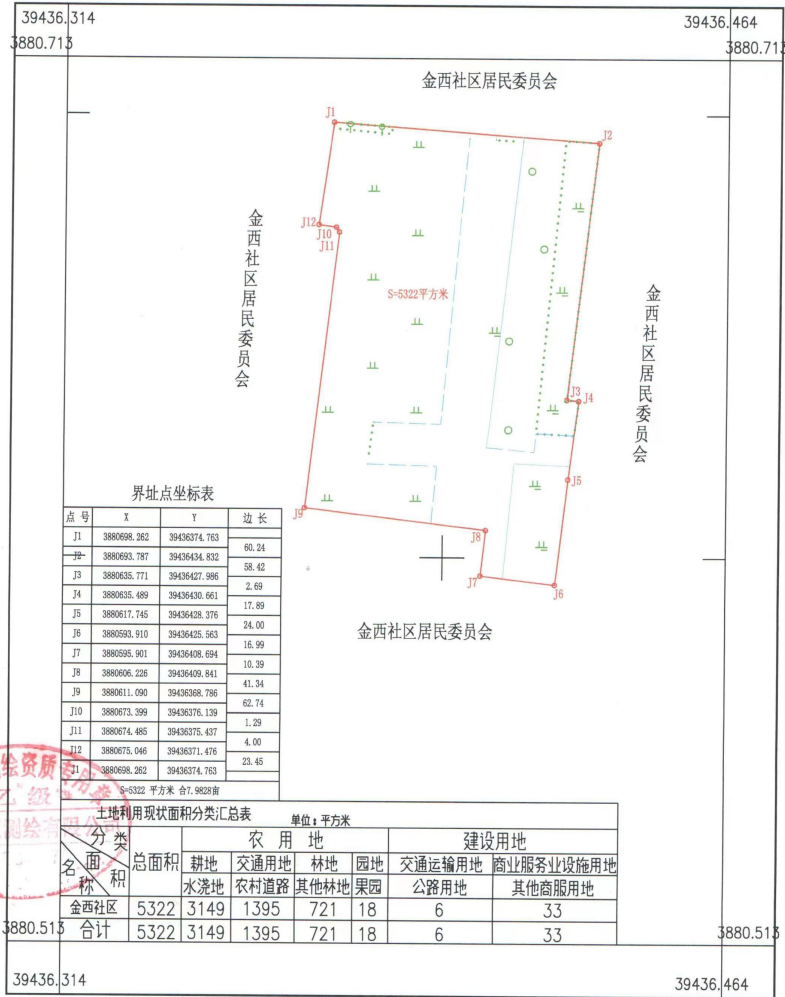 39436.314
39436.464
3880.713
3880.713
金西社区居民委员会
J1
J2
J12
J10
J11
金西社区居民委员会
S=5322平方米
金西社区居民委员会
J3
J4
J5
J9
J8
J7
J6
金西社区居民委员会
界址点坐标表
点号 X Y 边长
J1 3880698.262 39436374.763
60.24
J2 3880693.787 39436434.832
58.42
J3 3880635.771 39436427.986
2.69
J4 3880635.489 39436430.661
17.89
J5 3880617.745 39436428.376
24.00
J6 3880593.910 39436425.563
16.99
J7 3880595.901 39436408.694
10.39
J8 3880606.226 39436409.841
41.34
J9 3880611.090 39436368.786
62.74
J10 3880673.399 39436376.139
1.29
J11 3880674.485 39436375.437
4.00
J12 3880675.046 39436371.476
23.45
J1 3880698.262 39436374.763
S=5322 平方米 合7.9828亩
绘资质专用章
乙级
测绘有限公司
土地利用现状面积分类汇总表 单位：平方米
分类 面积 名称 总面积 农用地 建设用地
耕地 交通用地 林地 园地 交通运输用地 商业服务业设施用地
水浇地 农村道路 其他林地 果园 公路用地 其他商服用地
金西社区 5322 3149 1395 721 18 6 33
合计 5322 3149 1395 721 18 6 33
3880.513
3880.513
39436.314
39436.464